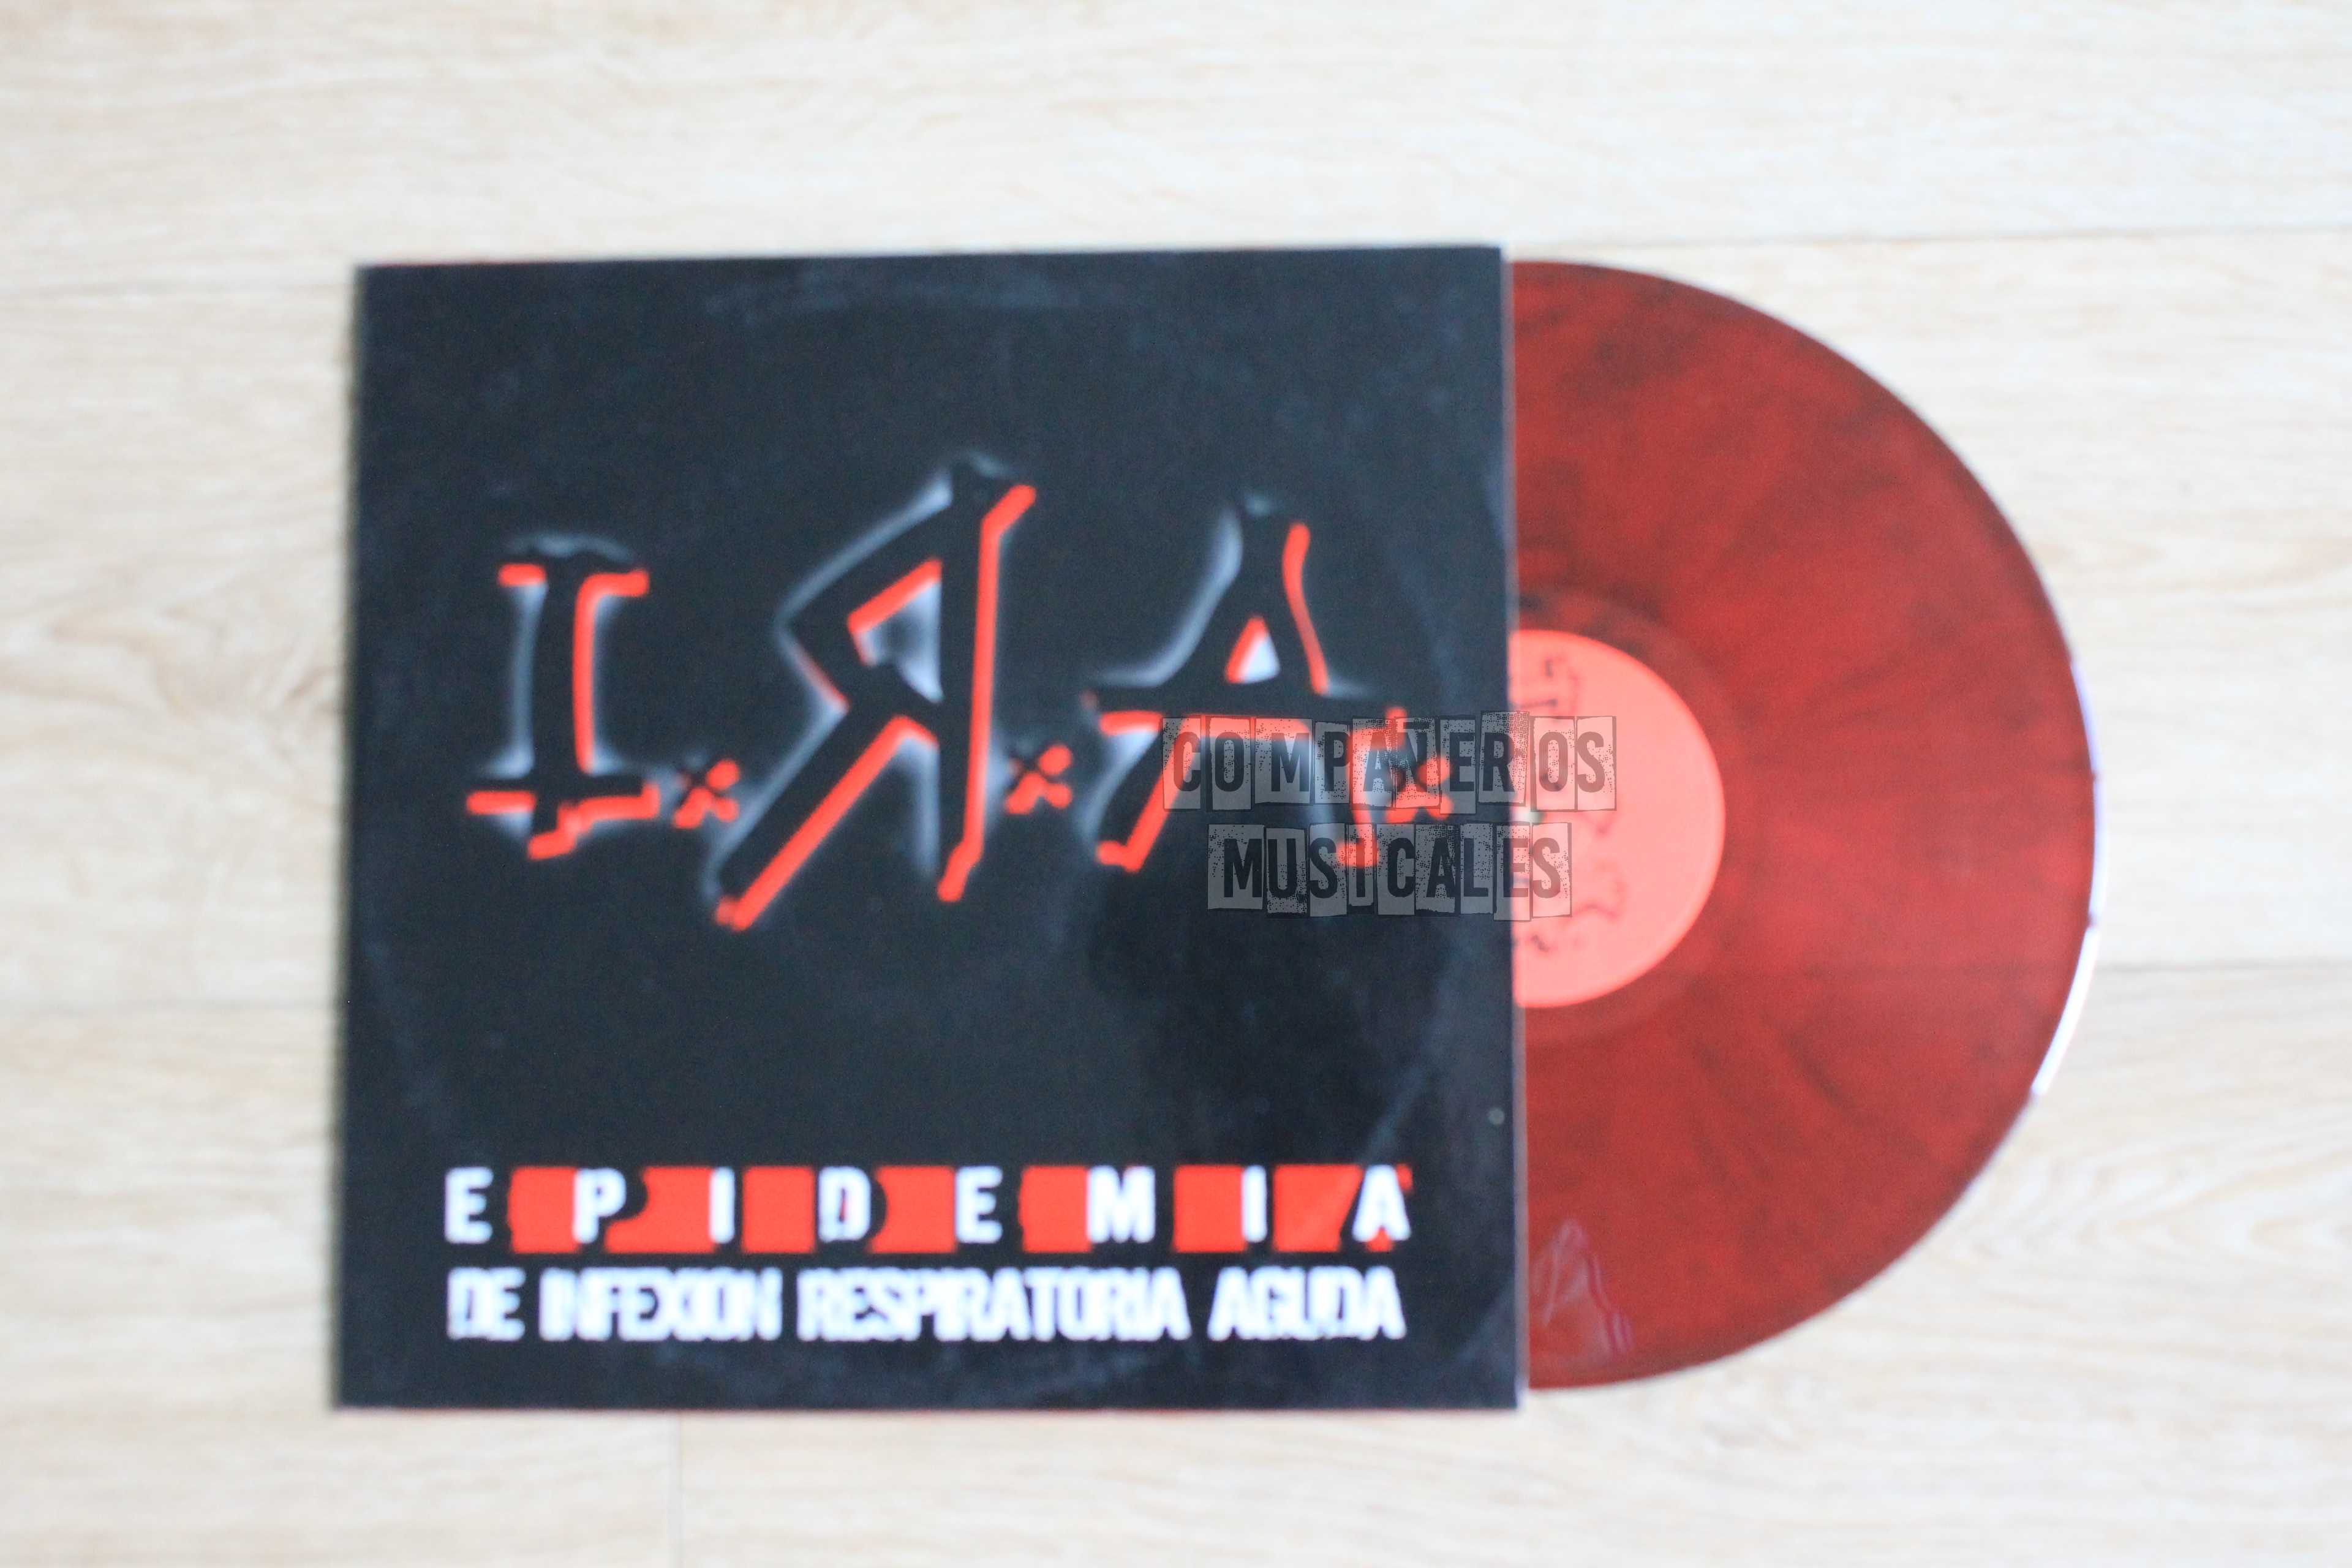 I.R.A.
COMPAÑEROS
MUSICALES
EPIDEMIA
DE INFEXION RESPIRATORIA AGUDA